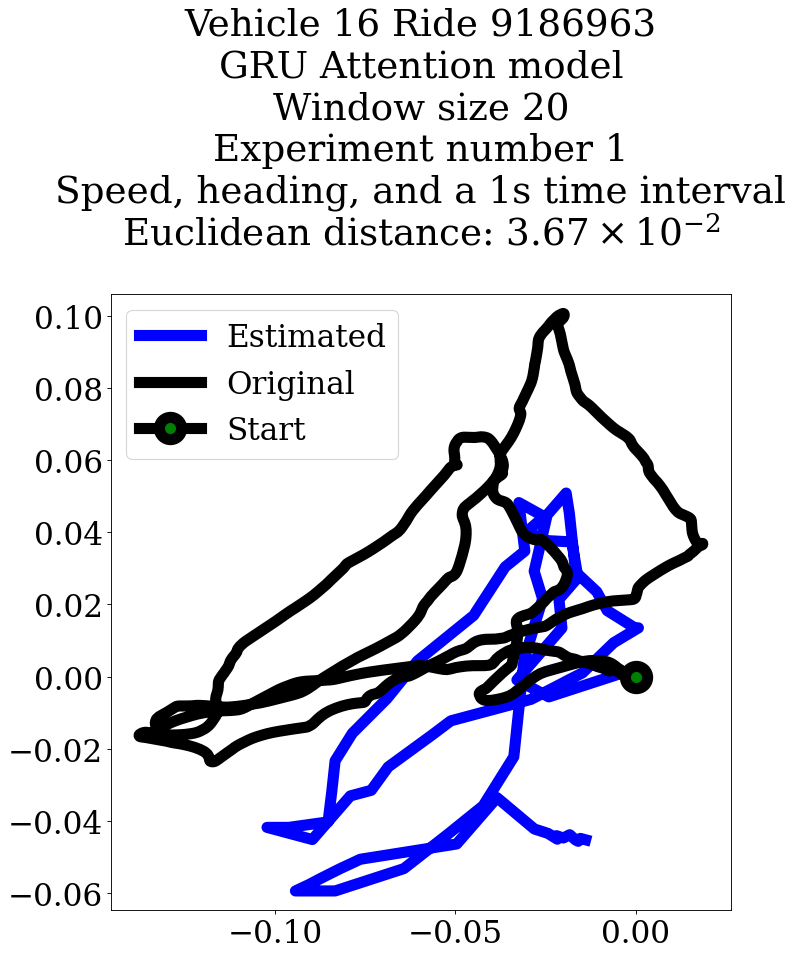 Vehicle 16 Ride 9186963
GRU Attention model
Window size 20
Experiment number 1
Speed, heading, and a 1s time interval
Euclidean distance: 3.67 × 10⁻²
Estimated
Original
Start
0.10
0.08
0.06
0.04
0.02
0.00
−0.02
−0.04
−0.06
−0.10
−0.05
0.00